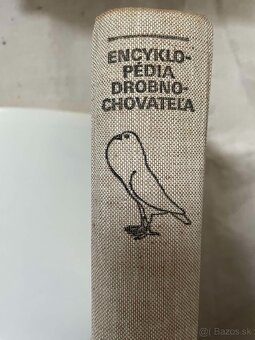 ENCYKLO-
PÉDIA
DROBNO-
CHOVATEĽA
Bazos.sk